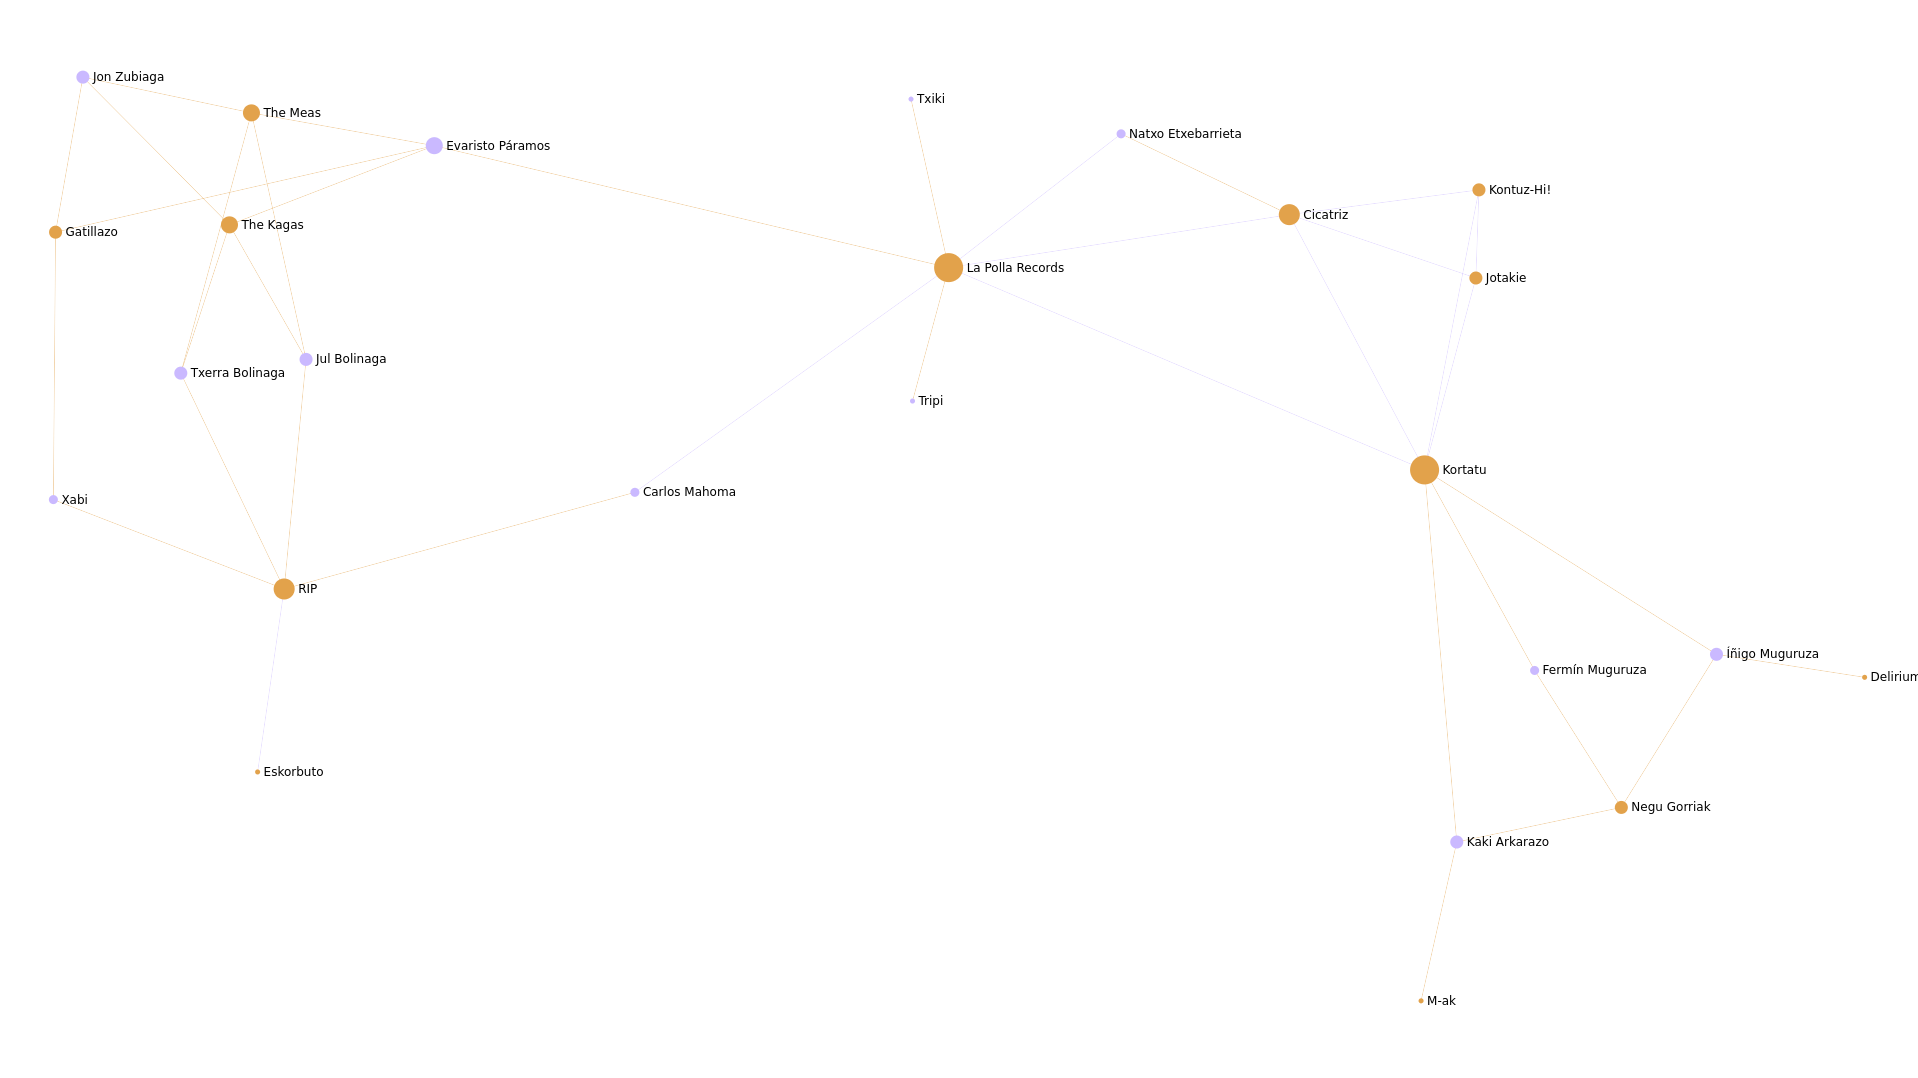 Jon Zubiaga
The Meas
Evaristo Páramos
Txiki
Natxo Etxebarrieta
Kontuz-Hi!
Cicatriz
The Kagas
Gatillazo
La Polla Records
Jotakie
Jul Bolinaga
Txerra Bolinaga
Tripi
Kortatu
Carlos Mahoma
Xabi
RIP
Íñigo Muguruza
Fermín Muguruza
Delirium
Eskorbuto
Negu Gorriak
Kaki Arkarazo
M-ak